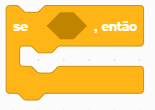 se , então